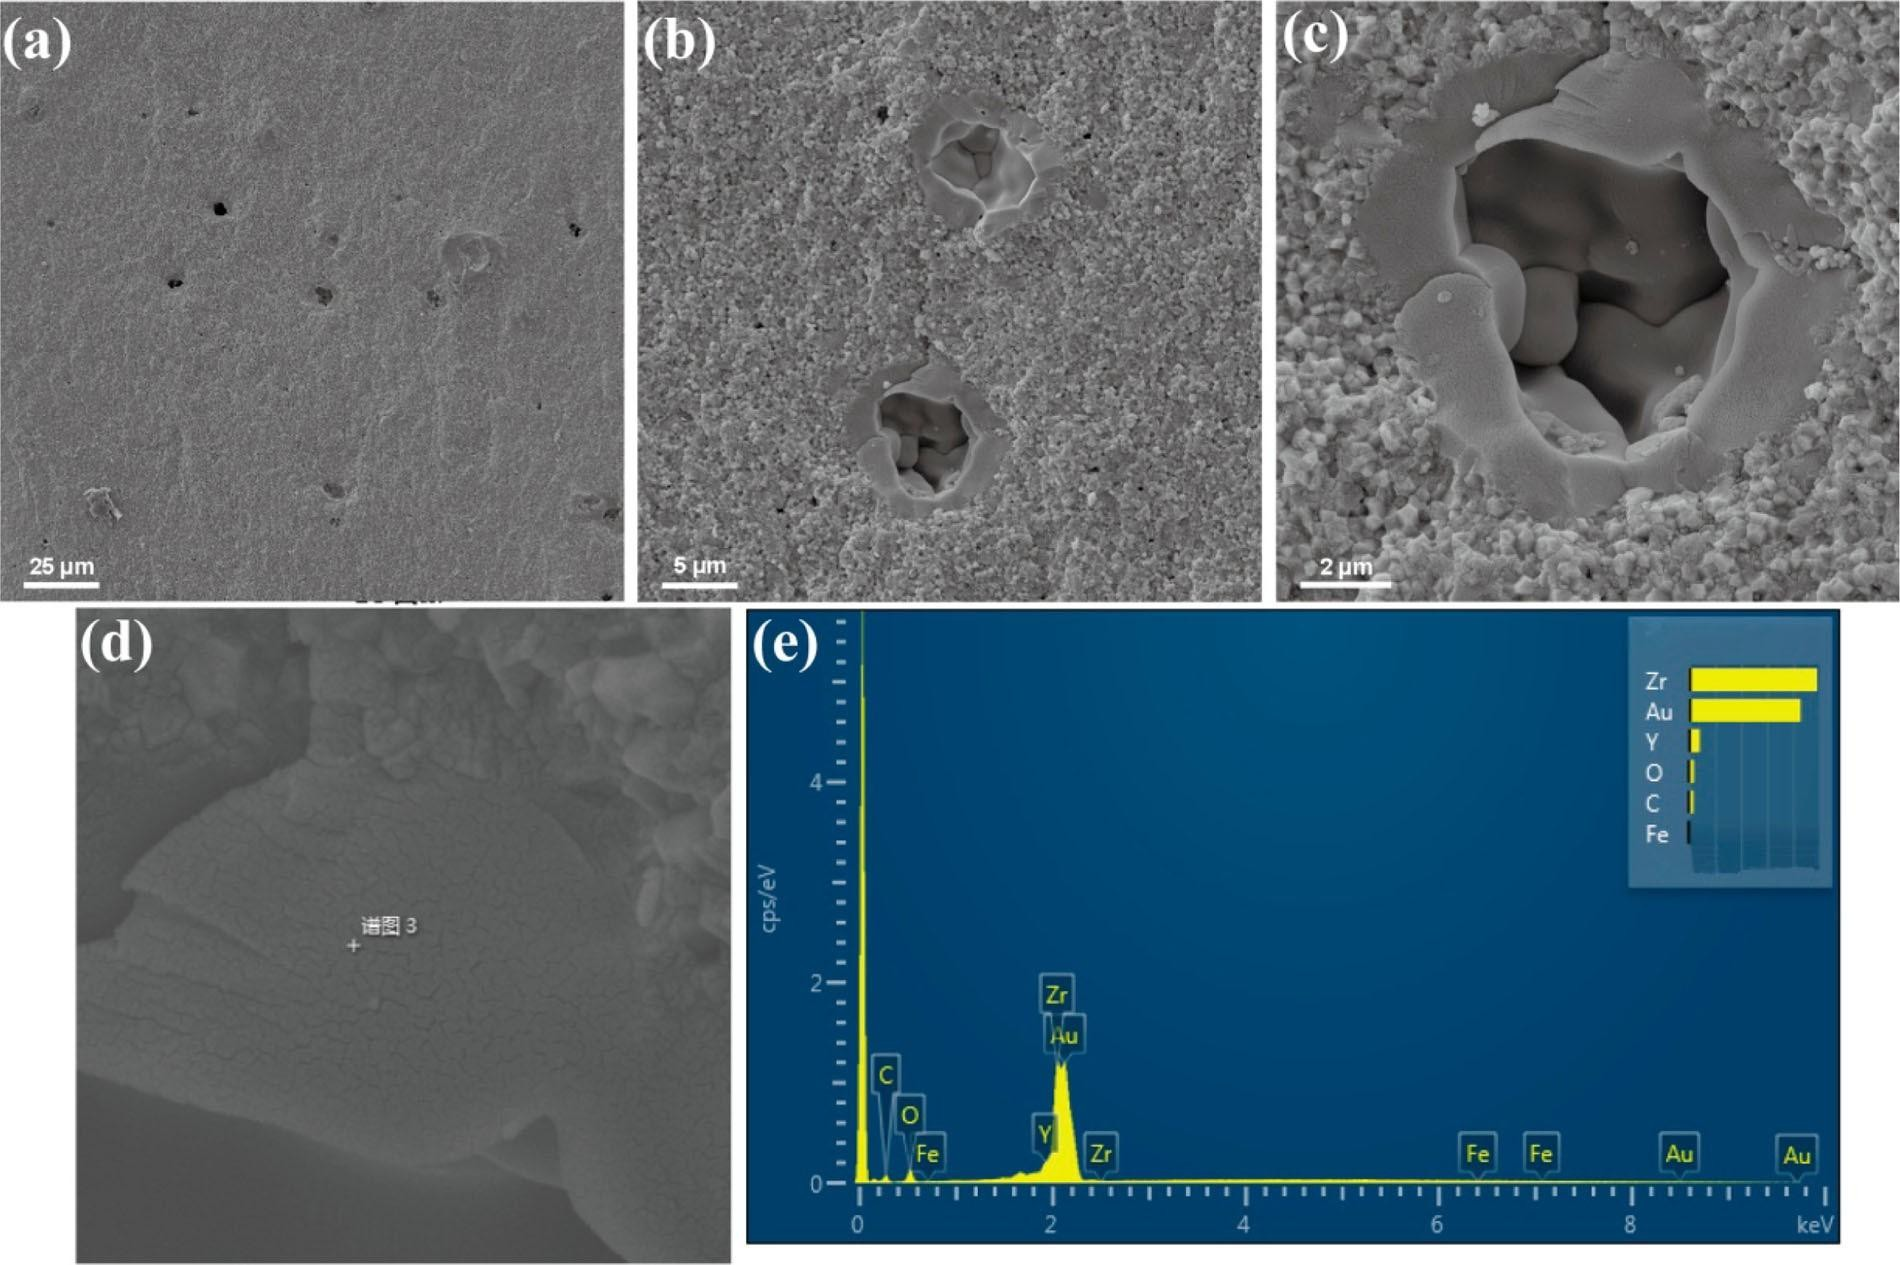 (a)
25 µm
(b)
5 µm
(c)
2 µm
(d)
谱图 3
(e)
cps/eV
4
2
0
Zr
Au
C
O
Fe
Y
Zr
Fe
Fe
Au
Au
0
2
4
6
8
keV
Zr
Au
Y
O
C
Fe